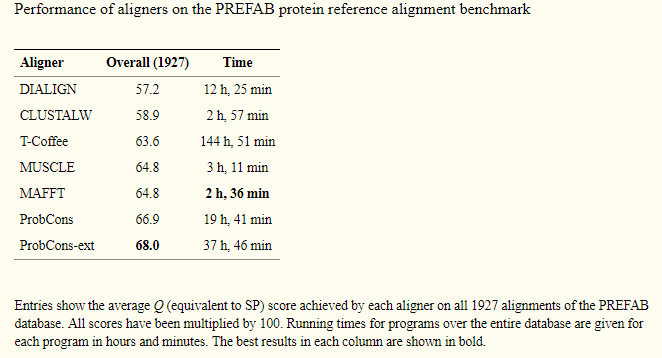 Performance of aligners on the PREFAB protein reference alignment benchmark
Aligner Overall (1927) Time
DIALIGN 57.2 12 h, 25 min
CLUSTALW 58.9 2 h, 57 min
T-Coffee 63.6 144 h, 51 min
MUSCLE 64.8 3 h, 11 min
MAFFT 64.8 2 h, 36 min
ProbCons 66.9 19 h, 41 min
ProbCons-ext 68.0 37 h, 46 min
Entries show the average Q (equivalent to SP) score achieved by each aligner on all 1927 alignments of the PREFAB
database. All scores have been multiplied by 100. Running times for programs over the entire database are given for
each program in hours and minutes. The best results in each column are shown in bold.